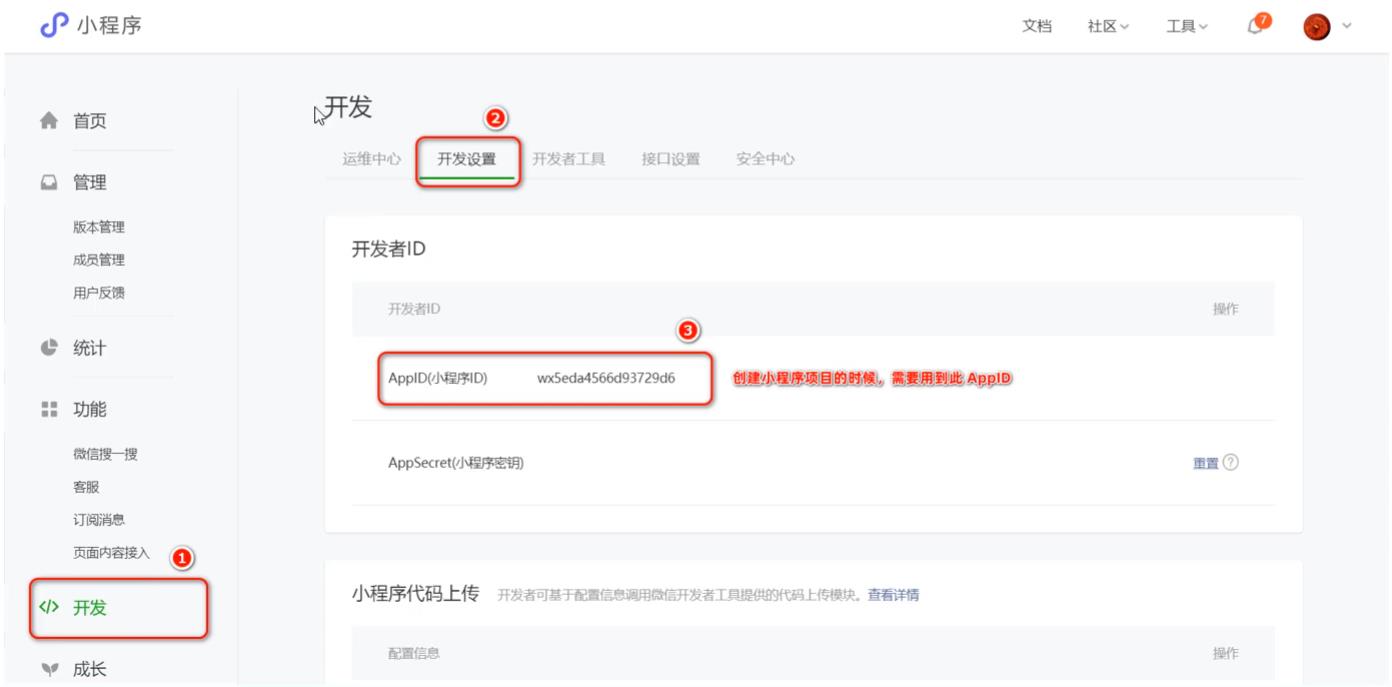 小程序
文档 社区 工具 7
首页
管理
版本管理
成员管理
用户反馈
统计
功能
微信搜一搜
客服
订阅消息
页面内容接入
1
</> 开发
成长
开发
2
运维中心 开发设置 开发者工具 接口设置 安全中心
开发者ID
开发者ID 操作
3
AppID(小程序ID) wx5eda4566d93729d6 创建小程序项目的时候，需要用到此 AppID
AppSecret(小程序密钥) 重置 ?
小程序代码上传 开发者可基于配置信息调用微信开发者工具提供的代码上传模块。查看详情
配置信息 操作